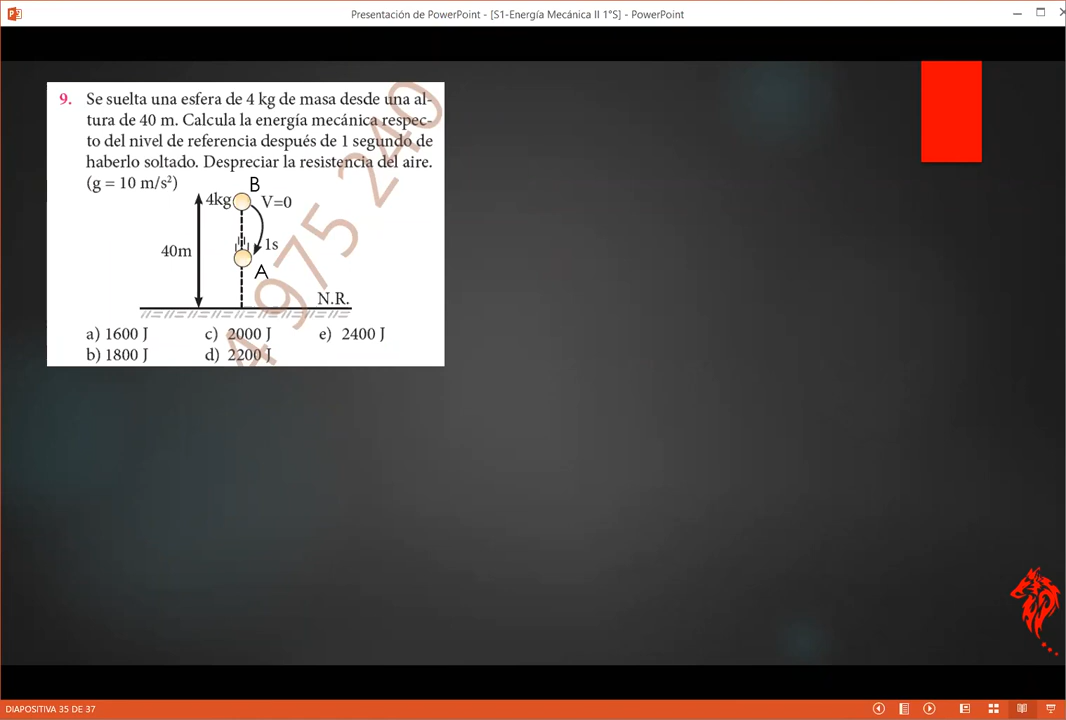 Presentación de PowerPoint - [S1-Energía Mecánica II 1°S] - PowerPoint
9. Se suelta una esfera de 4 kg de masa desde una al-
tura de 40 m. Calcula la energía mecánica respec-
to del nivel de referencia después de 1 segundo de
haberlo soltado. Despreciar la resistencia del aire.
(g = 10 m/s²)
B
4kg V=0
1s
40m
A
N.R.
a) 1600 J c) 2000 J e) 2400 J
b) 1800 J d) 2200 J
4 975 240
DIAPOSITIVA 35 DE 37